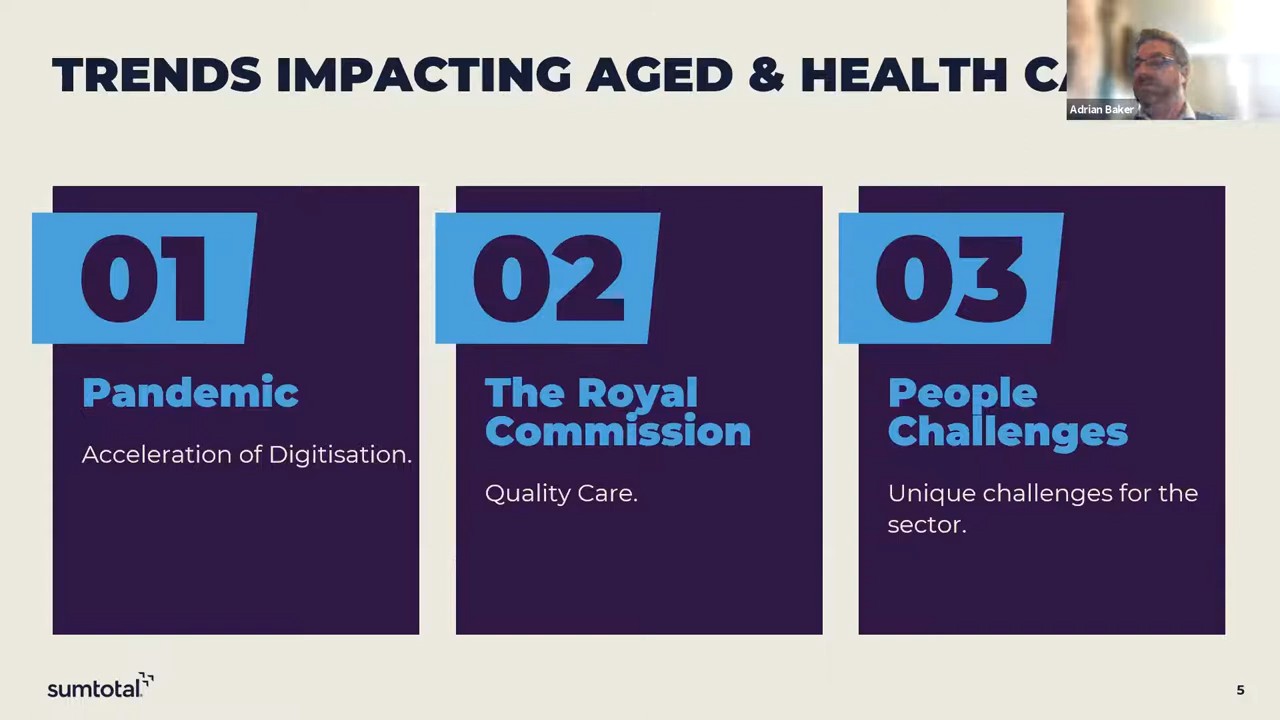 TRENDS IMPACTING AGED & HEALTH
Adrian Baker
01
Pandemic
Acceleration of Digitisation.
02
The Royal
Commission
Quality Care.
03
People
Challenges
Unique challenges for the
sector.
sumtotal
5